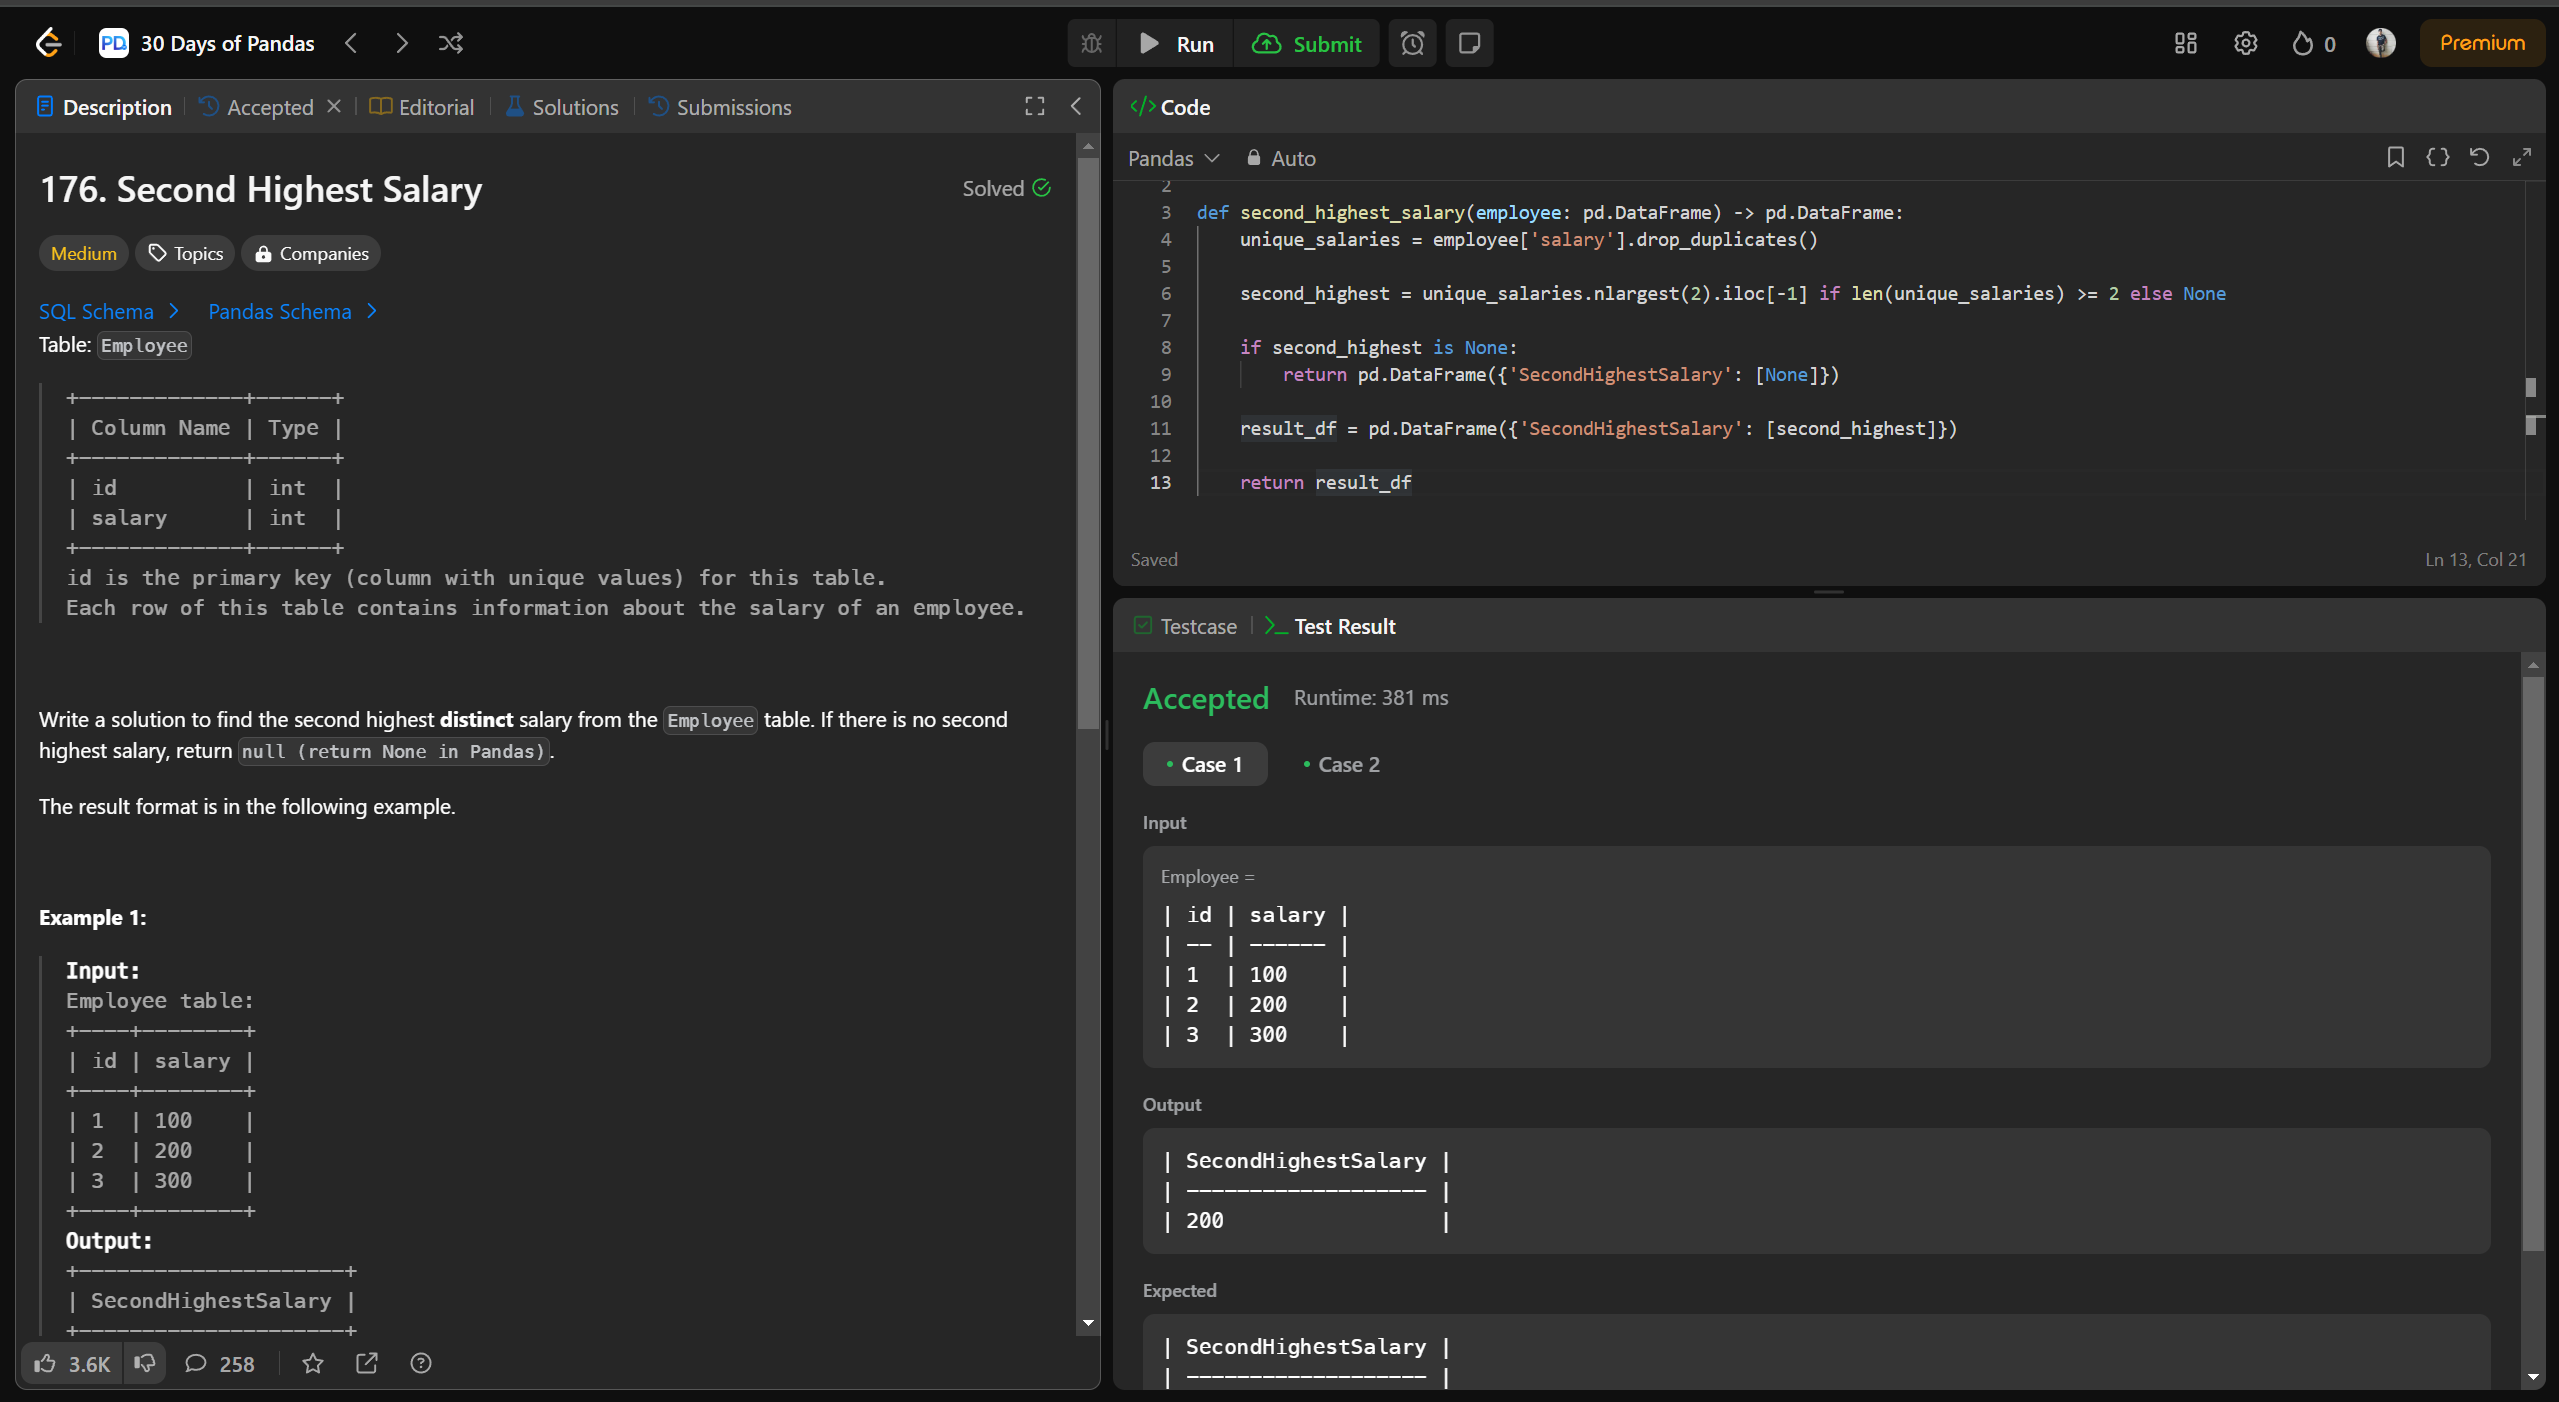 PD 30 Days of Pandas
Run Submit
0
Premium
Description Accepted Editorial Solutions Submissions
176. Second Highest Salary
Solved
Medium Topics Companies
SQL Schema > Pandas Schema >
Table: Employee
+-------------+------+
| Column Name | Type |
+-------------+------+
| id          | int  |
| salary      | int  |
+-------------+------+
id is the primary key (column with unique values) for this table.
Each row of this table contains information about the salary of an employee.
Write a solution to find the second highest distinct salary from the Employee table. If there is no second
highest salary, return null (return None in Pandas).
The result format is in the following example.
Example 1:
Input:
Employee table:
+----+--------+
| id | salary |
+----+--------+
| 1  | 100    |
| 2  | 200    |
| 3  | 300    |
+----+--------+
Output:
+---------------------+
| SecondHighestSalary |
+---------------------+
3.6K 258
</> Code
Pandas Auto
2
3 def second_highest_salary(employee: pd.DataFrame) -> pd.DataFrame:
4     unique_salaries = employee['salary'].drop_duplicates()
5
6     second_highest = unique_salaries.nlargest(2).iloc[-1] if len(unique_salaries) >= 2 else None
7
8     if second_highest is None:
9         return pd.DataFrame({'SecondHighestSalary': [None]})
10
11     result_df = pd.DataFrame({'SecondHighestSalary': [second_highest]})
12
13     return result_df
Saved
Ln 13, Col 21
Testcase >_ Test Result
Accepted Runtime: 381 ms
• Case 1 • Case 2
Input
Employee =
| id | salary |
| -- | ------ |
| 1  | 100    |
| 2  | 200    |
| 3  | 300    |
Output
| SecondHighestSalary |
| ------------------- |
| 200                 |
Expected
| SecondHighestSalary |
| ------------------- |